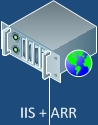 IIS + ARR